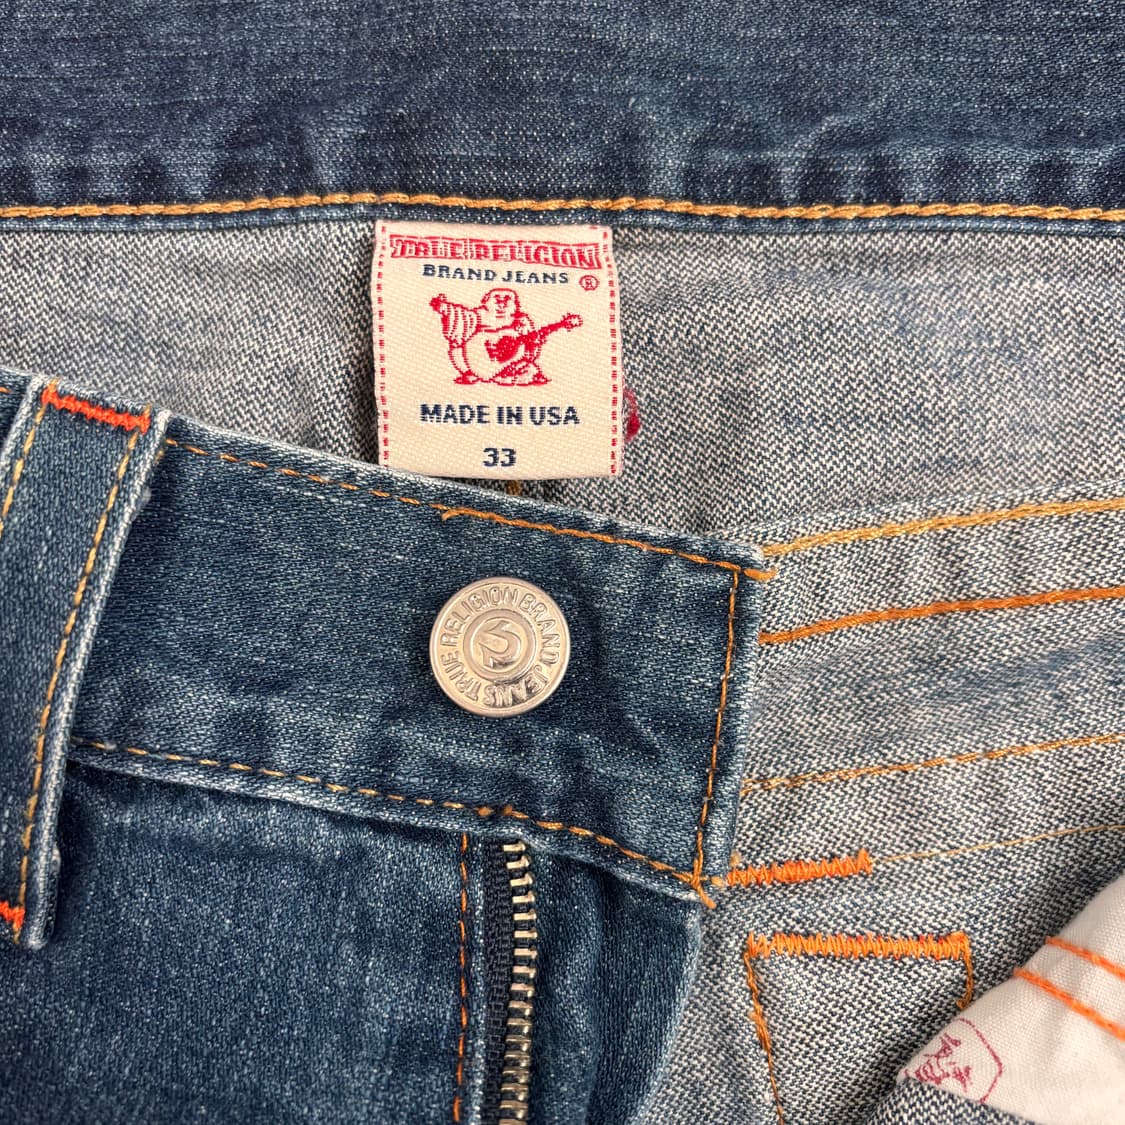 TRUE RELIGION
BRAND JEANS
®
MADE IN USA
33
TRUE RELIGION BRAND JEANS